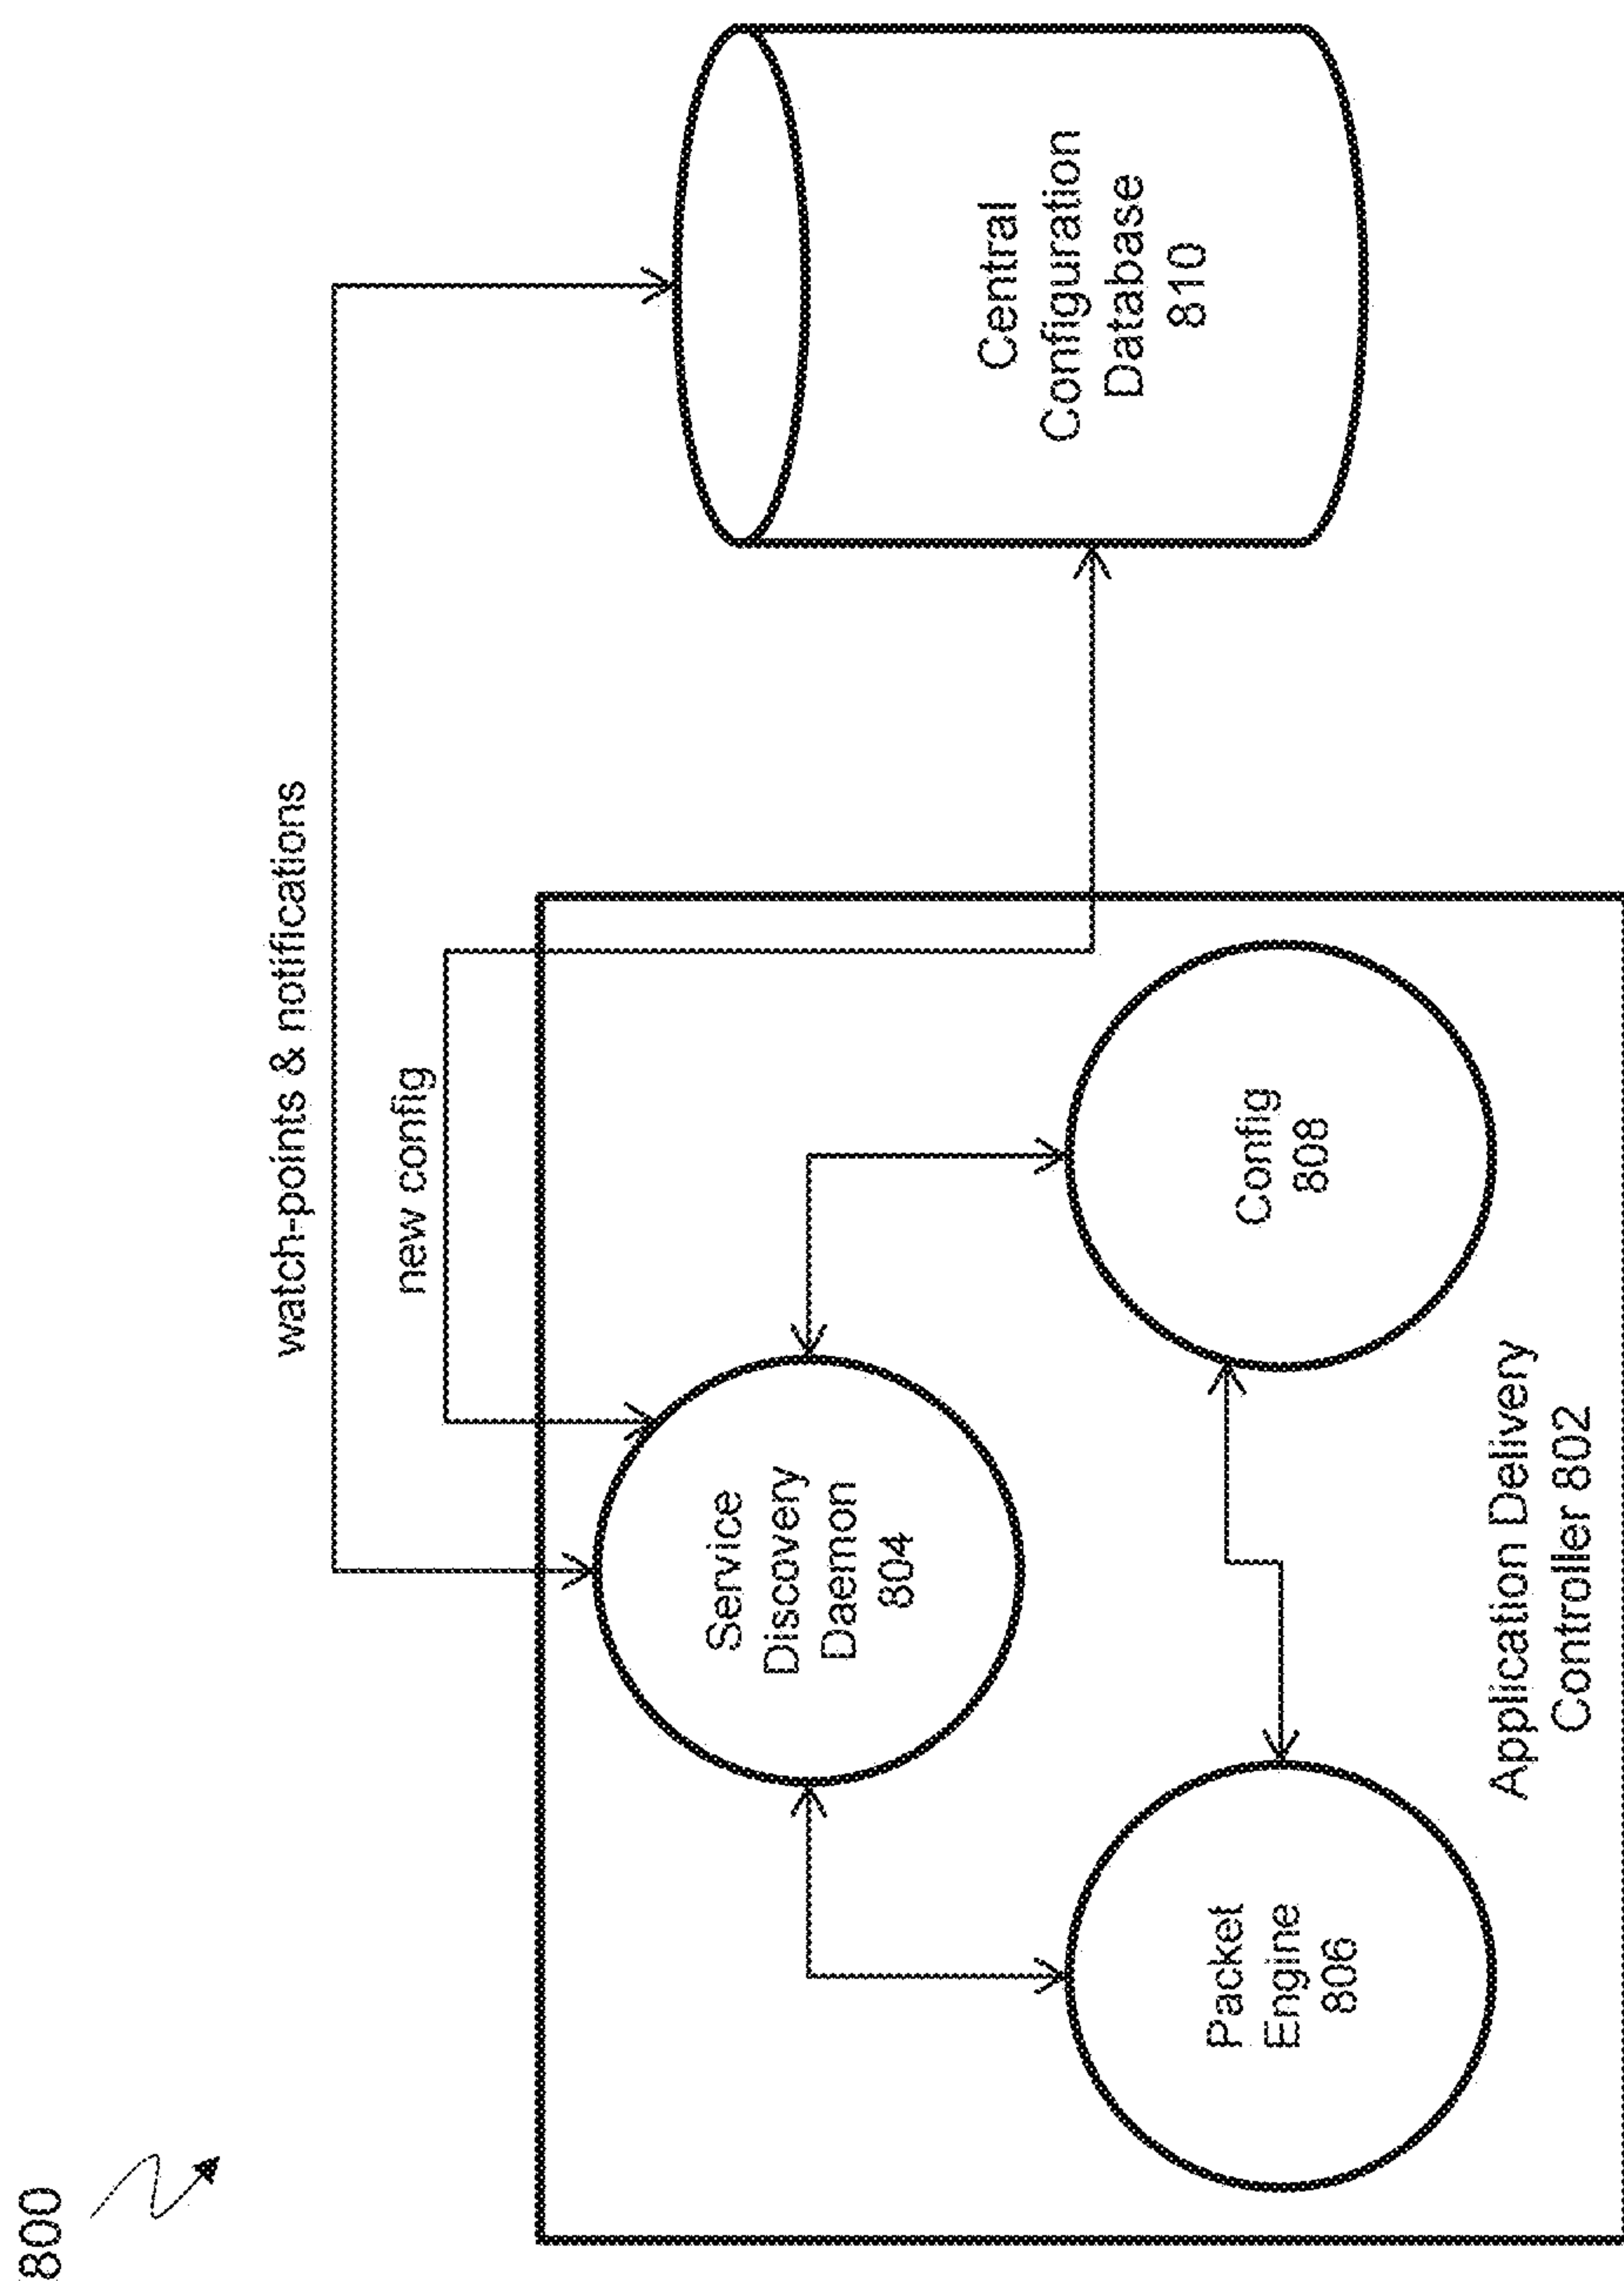 800
watch-points & notifications
new config
Service
Discovery
Daemon
804
Central
Configuration
Database
810
Packet
Engine
806
Config
808
Application Delivery
Controller 802